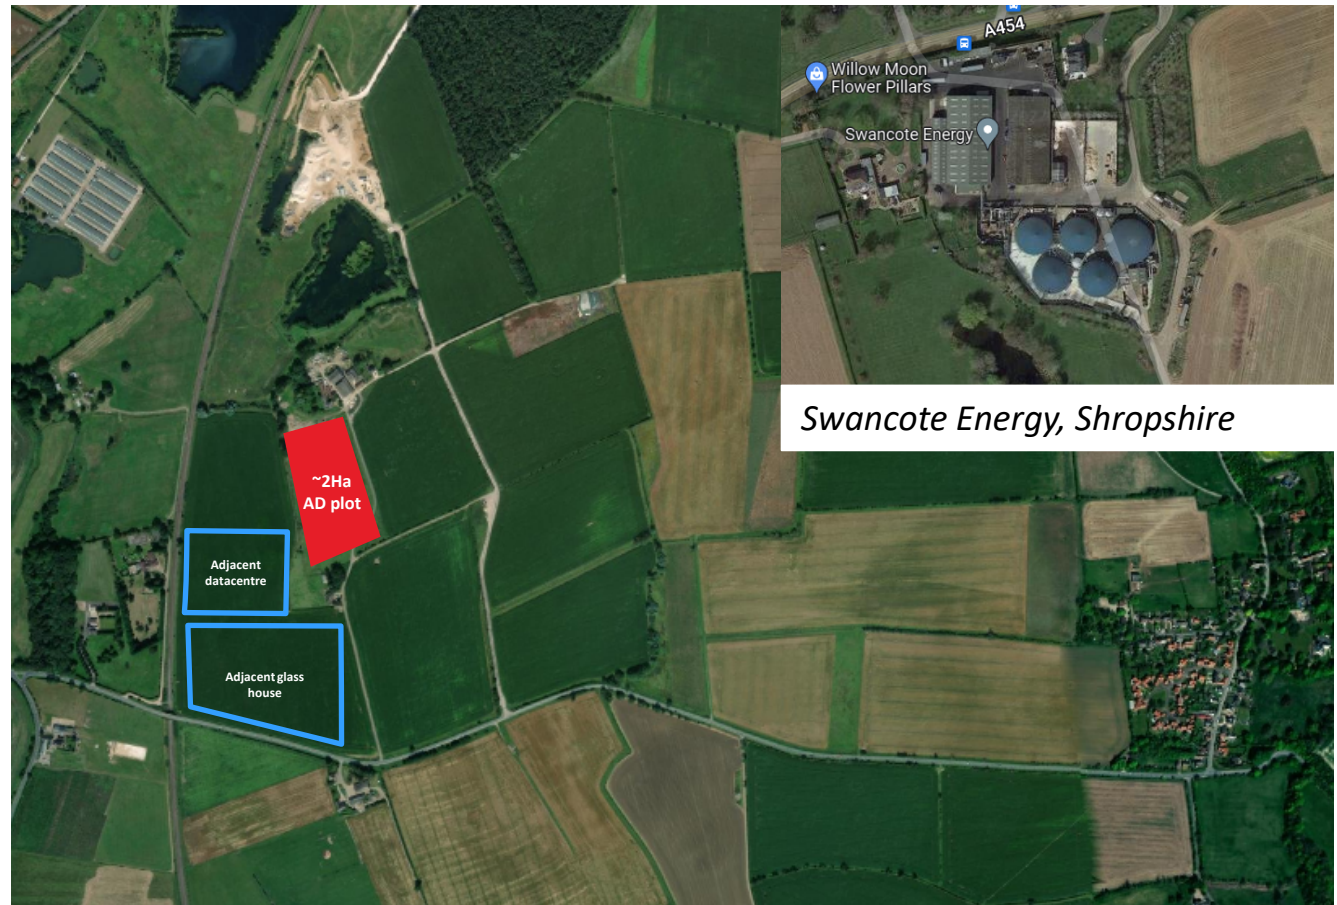 A454
Willow Moon
Flower Pillars
Swancote Energy
Swancote Energy, Shropshire
~2Ha
AD plot
Adjacent
datacentre
Adjacent glass
house